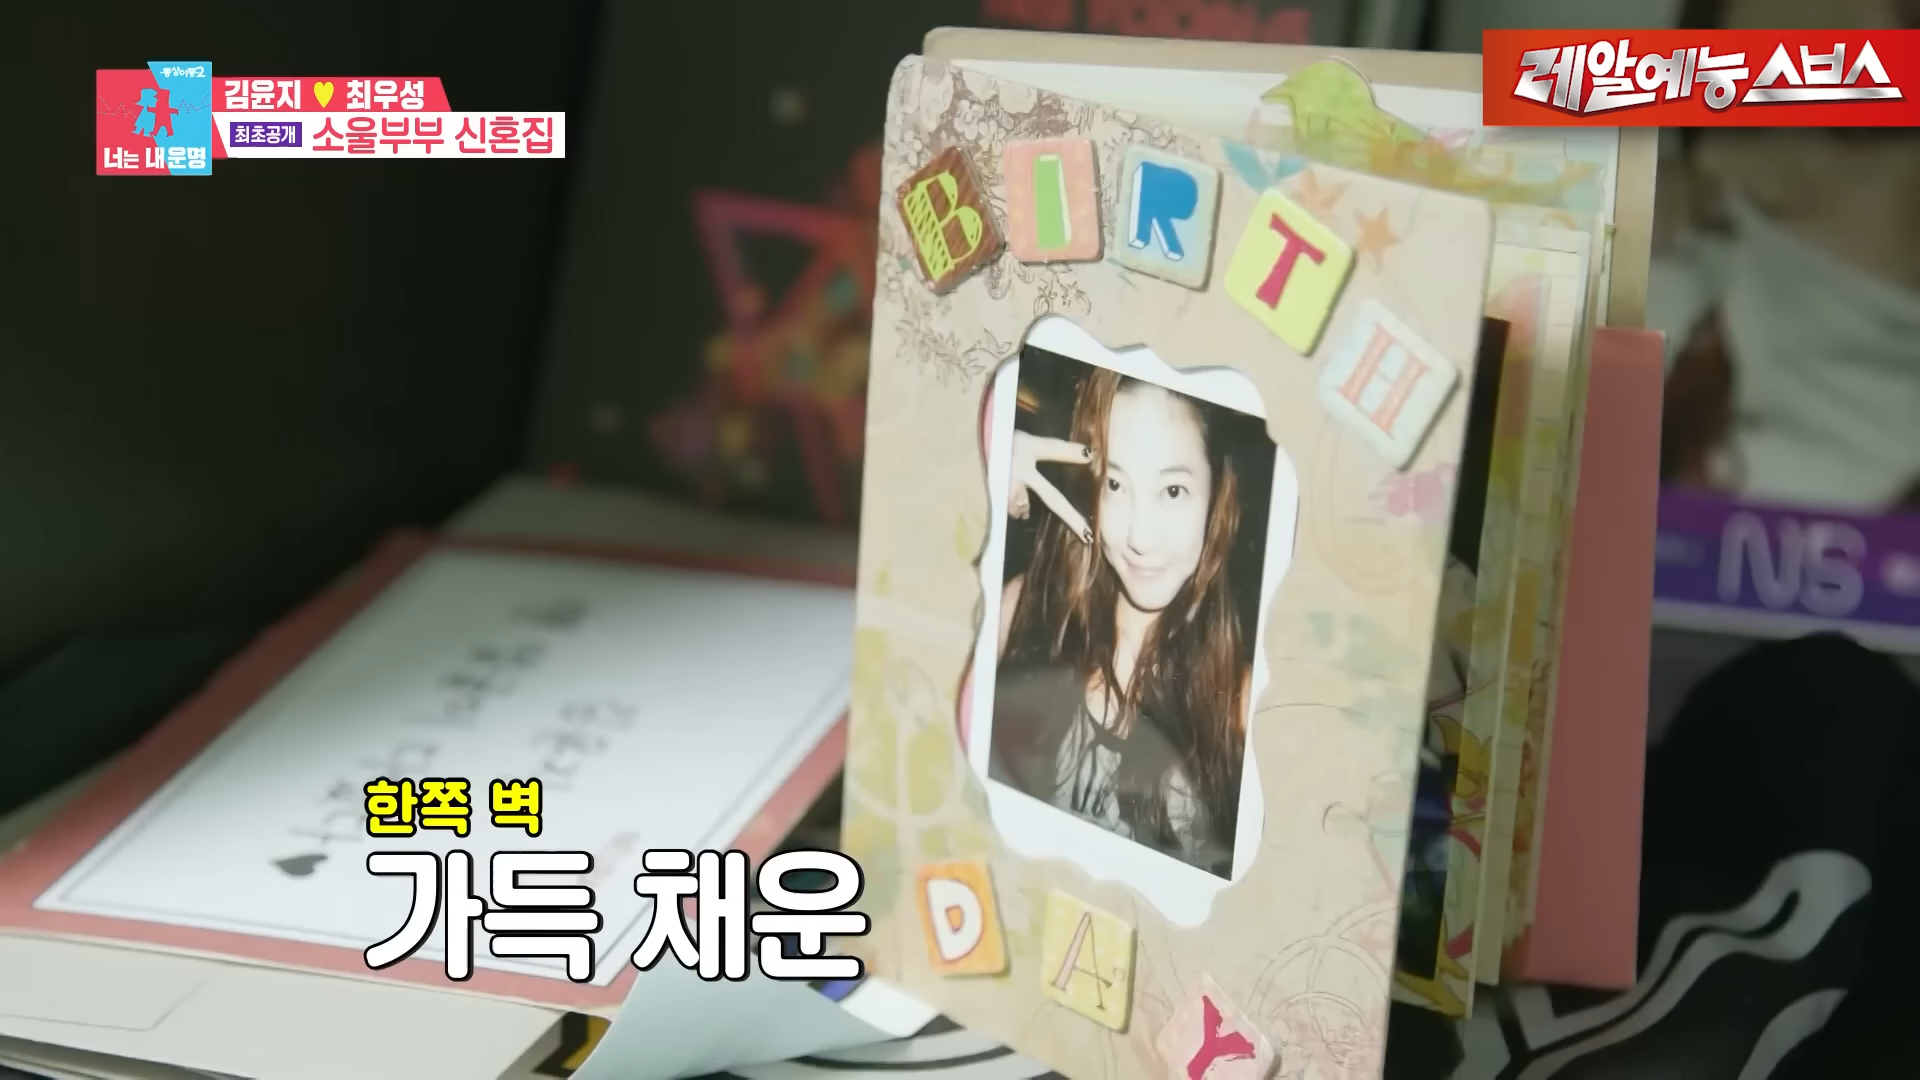 동상이몽2
너는 내 운명
김윤지 ♥ 최우성
최초공개 소울부부 신혼집
레알예능 스브스
BIRTH
DAY
NS
한쪽 벽
가득 채운